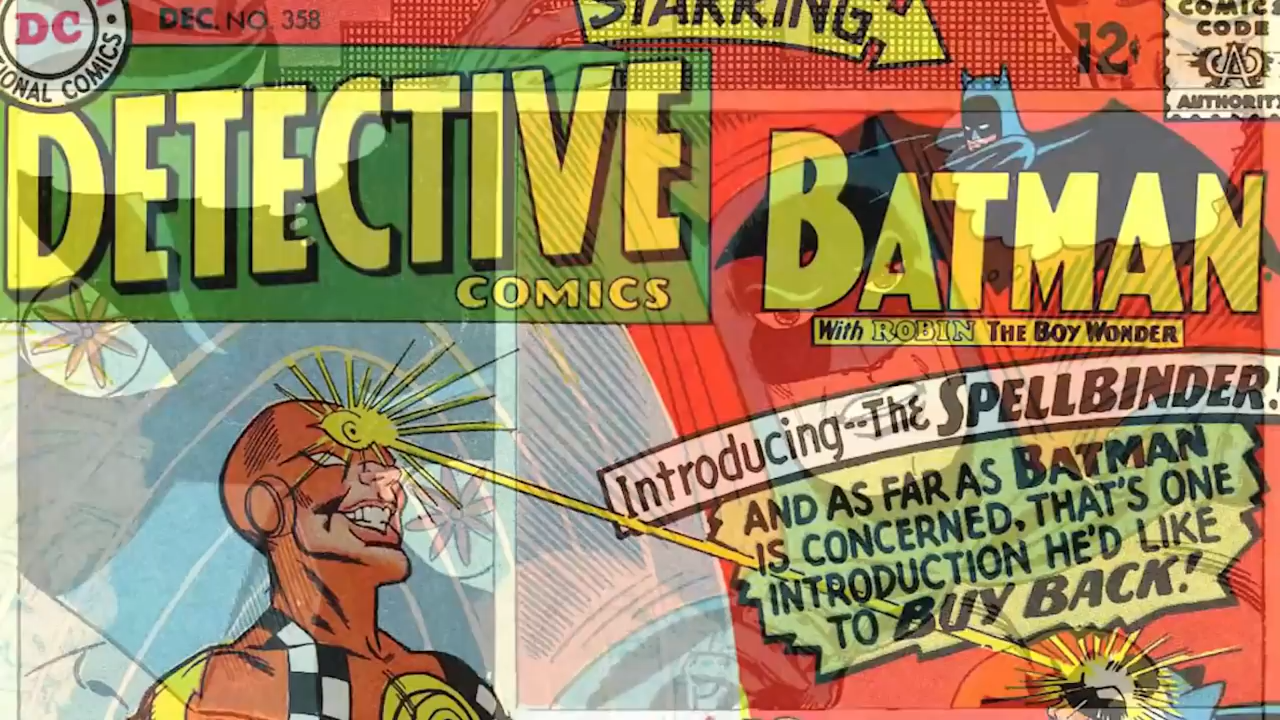 DC
IONAL COMICS
DEC. NO. 358
STARRING
12¢
COMICS
CODE
AUTHORITY
DETECTIVE
COMICS
BATMAN
With ROBIN THE BOY WONDER
Introducing--The SPELLBINDER!
AND AS FAR AS BATMAN
IS CONCERNED, THAT'S ONE
INTRODUCTION HE'D LIKE
TO BUY BACK!